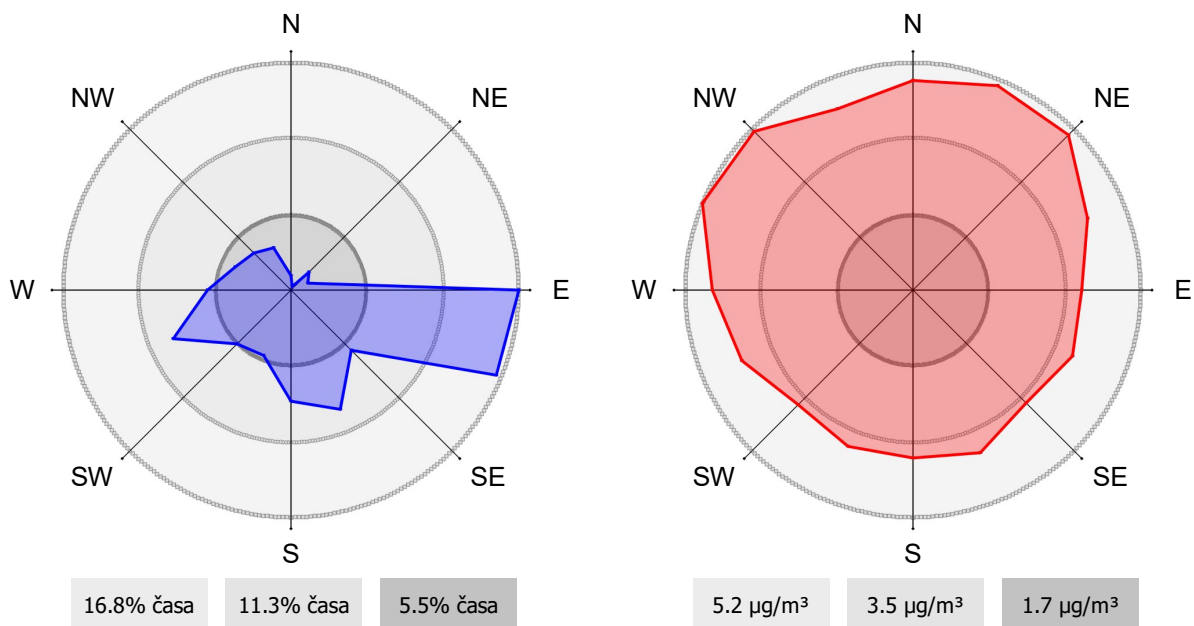 N
N
NW
NE
NW
NE
W
E
W
E
SW
SE
SW
SE
S
S
16.8% časa
11.3% časa
5.5% časa
5.2 µg/m³
3.5 µg/m³
1.7 µg/m³